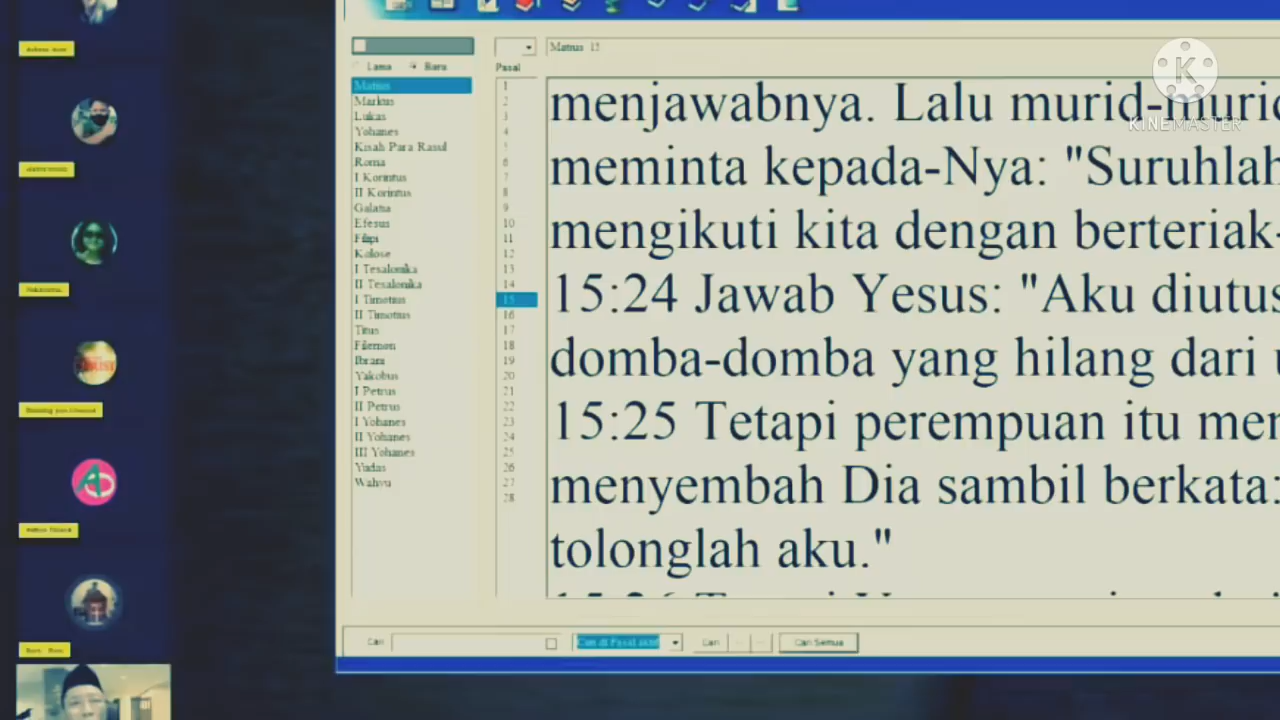 Matius 15
Lama Baru
Pasal
Matius
Markus
Lukas
Yohanes
Kisah Para Rasul
Roma
I Korintus
II Korintus
Galatia
Efesus
Filipi
Kolose
I Tesalonika
II Tesalonika
I Timotius
II Timotius
Titus
Filemon
Ibrani
Yakobus
I Petrus
II Petrus
I Yohanes
II Yohanes
III Yohanes
Yudas
Wahyu
1
2
3
4
5
6
7
8
9
10
11
12
13
14
15
16
17
18
19
20
21
22
23
24
25
26
27
28
menjawabnya. Lalu murid-murid
meminta kepada-Nya: "Suruhlah
mengikuti kita dengan berteriak-
15:24 Jawab Yesus: "Aku diutus
domba-domba yang hilang dari u
15:25 Tetapi perempuan itu men
menyembah Dia sambil berkata:
tolonglah aku."
Cari
Cari
Cari Semua
K
KINEMASTER